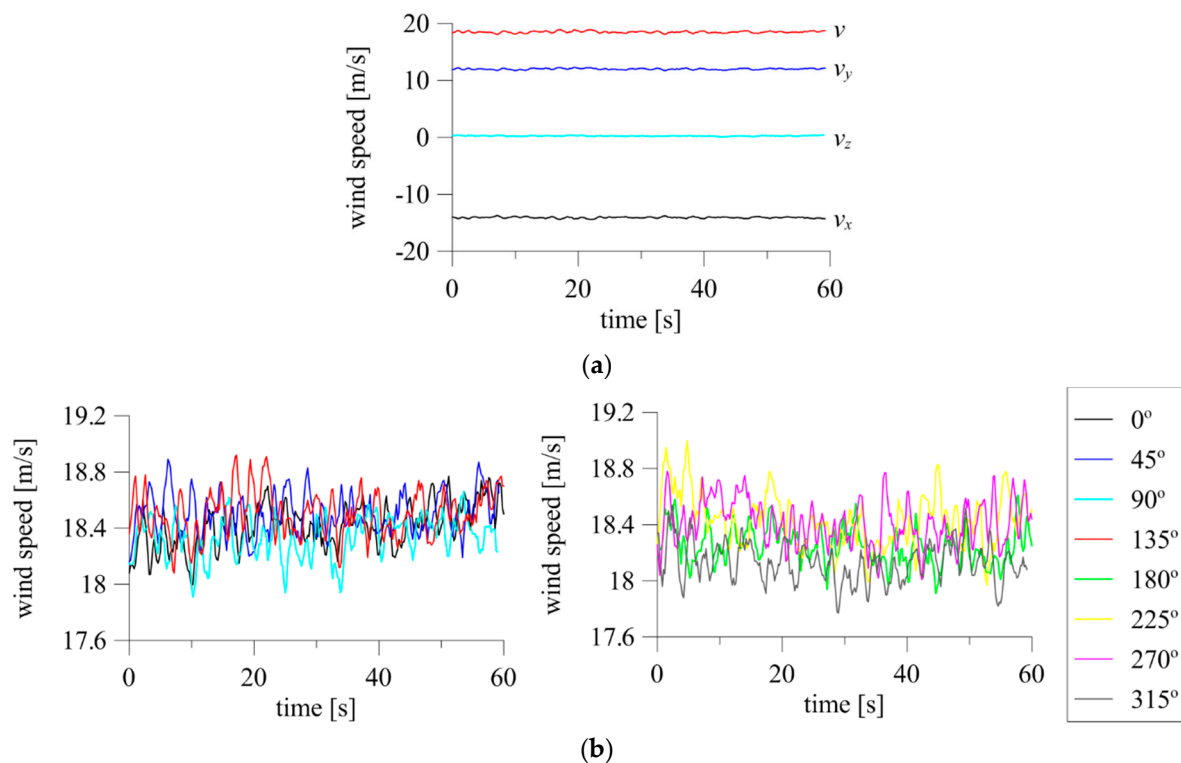 20
10
0
-10
-20
wind speed [m/s]
v
vy
vz
vx
0 20 40 60
time [s]
(a)
19.2
18.8
18.4
18
17.6
wind speed [m/s]
0 20 40 60
time [s]
19.2
18.8
18.4
18
17.6
wind speed [m/s]
0 20 40 60
time [s]
0º
45º
90º
135º
180º
225º
270º
315º
(b)